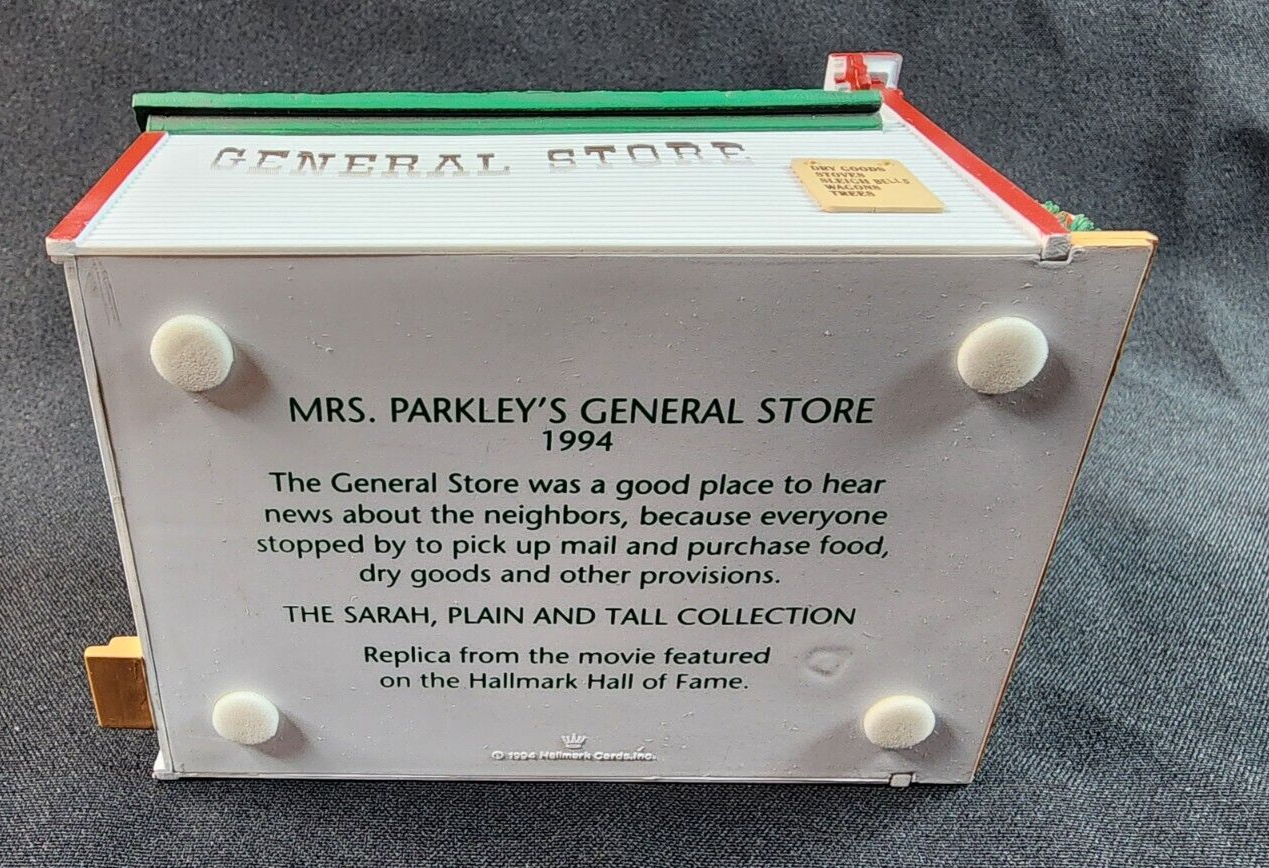 GENERAL STORE
DRY GOODS
STOVES
SLEIGH BELLS
WAGONS
TREES
MRS. PARKLEY'S GENERAL STORE
1994
The General Store was a good place to hear
news about the neighbors, because everyone
stopped by to pick up mail and purchase food,
dry goods and other provisions.
THE SARAH, PLAIN AND TALL COLLECTION
Replica from the movie featured
on the Hallmark Hall of Fame.
© 1994 Hallmark Cards, Inc.